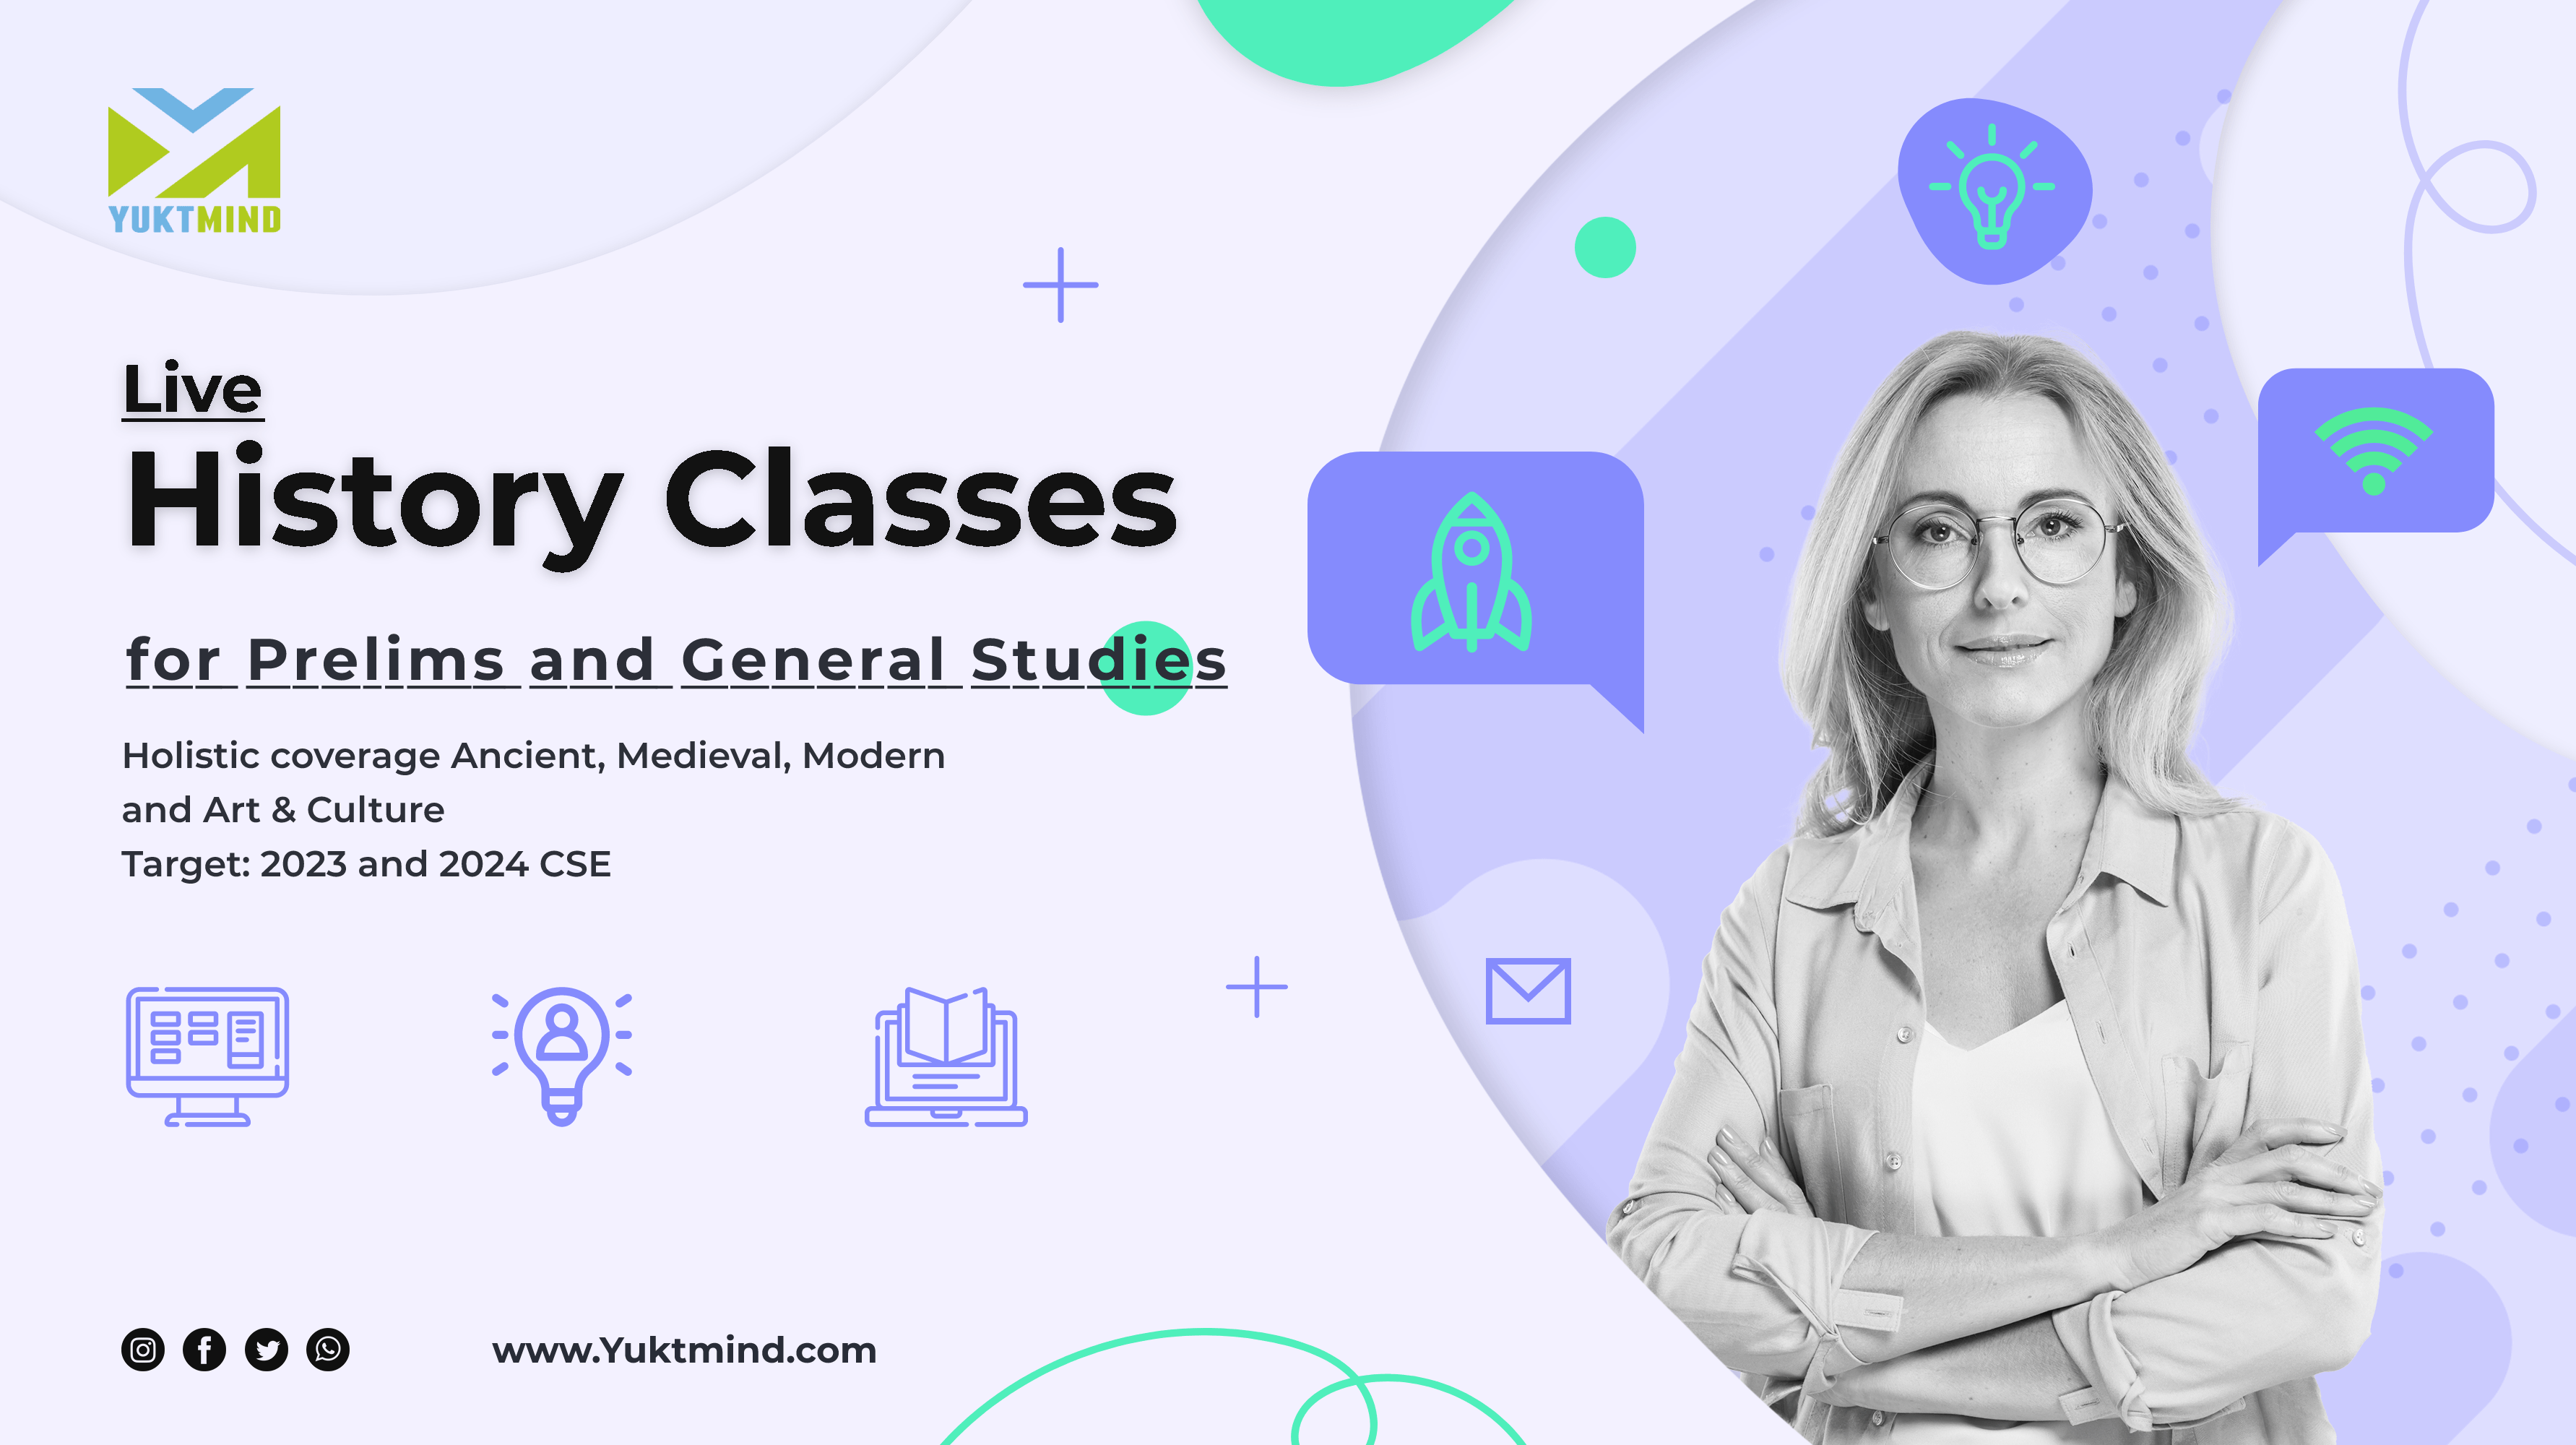 YUKTMIND
Live
History Classes
for Prelims and General Studies
Holistic coverage Ancient, Medieval, Modern
and Art & Culture
Target: 2023 and 2024 CSE
www.Yuktmind.com